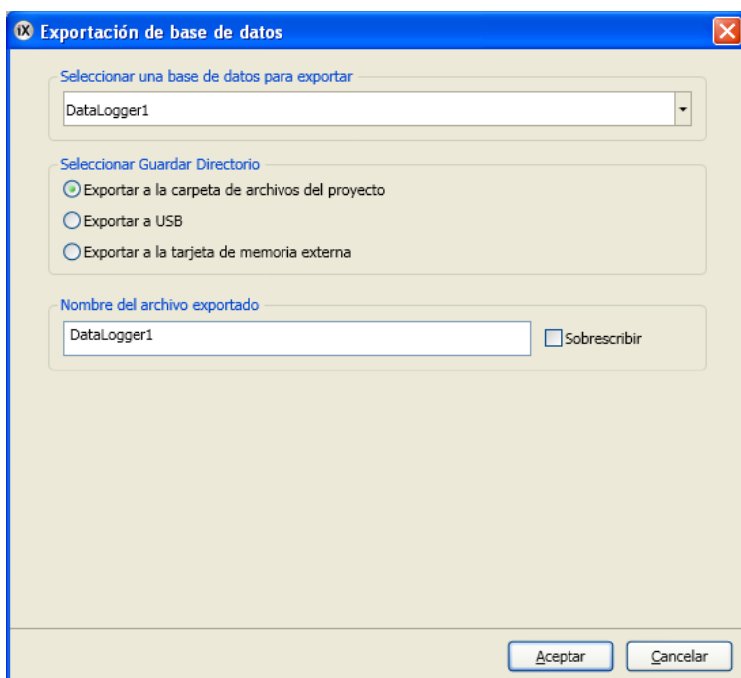 iX Exportación de base de datos
Seleccionar una base de datos para exportar
DataLogger1
Seleccionar Guardar Directorio
Exportar a la carpeta de archivos del proyecto
Exportar a USB
Exportar a la tarjeta de memoria externa
Nombre del archivo exportado
DataLogger1
Sobrescribir
Aceptar
Cancelar